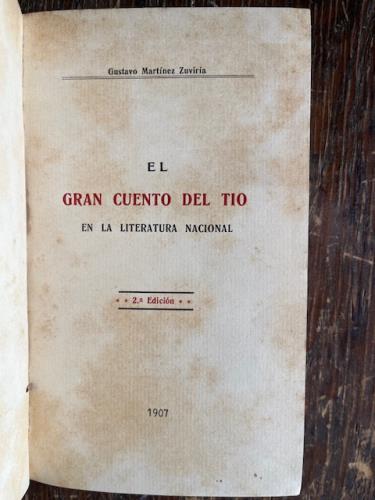 Gustavo Martínez Zuviría
EL
GRAN CUENTO DEL TIO
EN LA LITERATURA NACIONAL
2.a Edición
1907